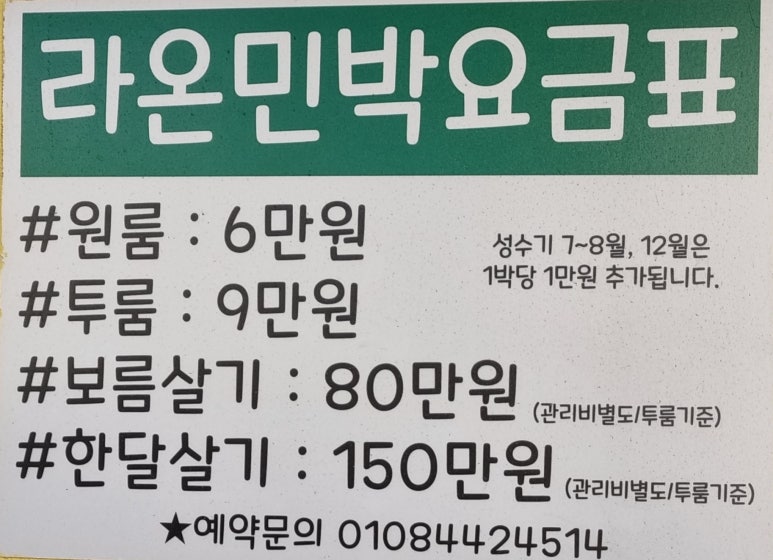 라온민박요금표
#원룸 : 6만원
성수기 7~8월, 12월은
1박당 1만원 추가됩니다.
#투룸 : 9만원
#보름살기 : 80만원 (관리비별도/투룸기준)
#한달살기 : 150만원 (관리비별도/투룸기준)
★예약문의 01084424514